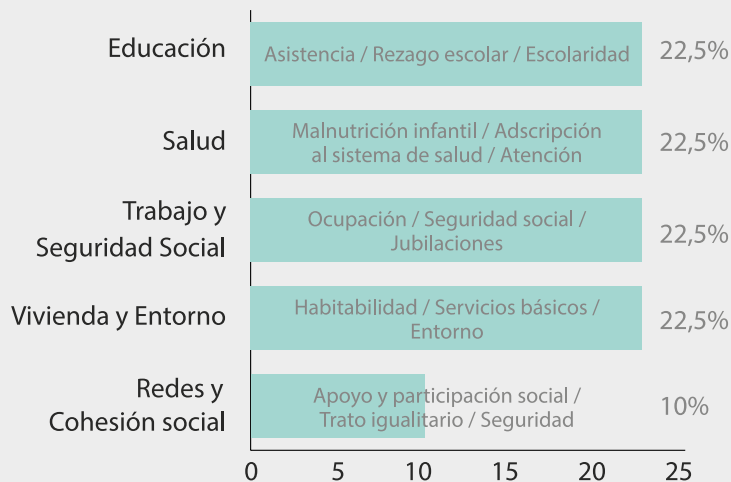 Educación
Asistencia / Rezago escolar / Escolaridad
22,5%
Salud
Malnutrición infantil / Adscripción
al sistema de salud / Atención
22,5%
Trabajo y
Seguridad Social
Ocupación / Seguridad social /
Jubilaciones
22,5%
Vivienda y Entorno
Habitabilidad / Servicios básicos /
Entorno
22,5%
Redes y
Cohesión social
Apoyo y participación social /
Trato igualitario / Seguridad
10%
0 5 10 15 20 25